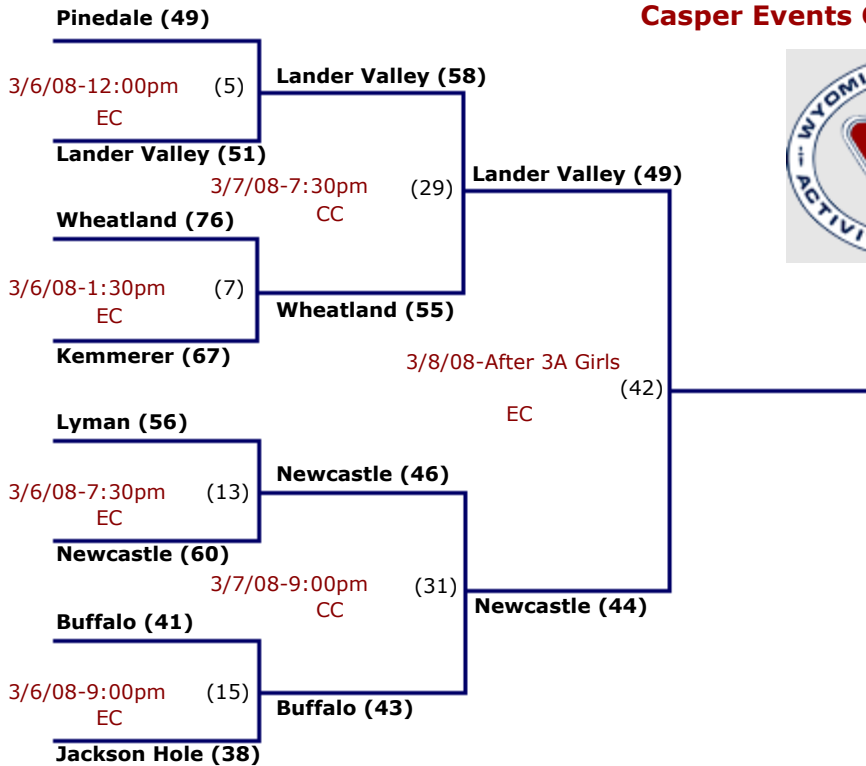 Casper Events
Pinedale (49)
3/6/08-12:00pm (5)
EC
Lander Valley (51)
Lander Valley (58)
3/7/08-7:30pm (29)
CC
Wheatland (76)
3/6/08-1:30pm (7)
EC
Kemmerer (67)
Wheatland (55)
Lander Valley (49)
3/8/08-After 3A Girls
(42)
EC
Lyman (56)
3/6/08-7:30pm (13)
EC
Newcastle (60)
Newcastle (46)
3/7/08-9:00pm (31)
CC
Newcastle (44)
Buffalo (41)
3/6/08-9:00pm (15)
EC
Jackson Hole (38)
Buffalo (43)